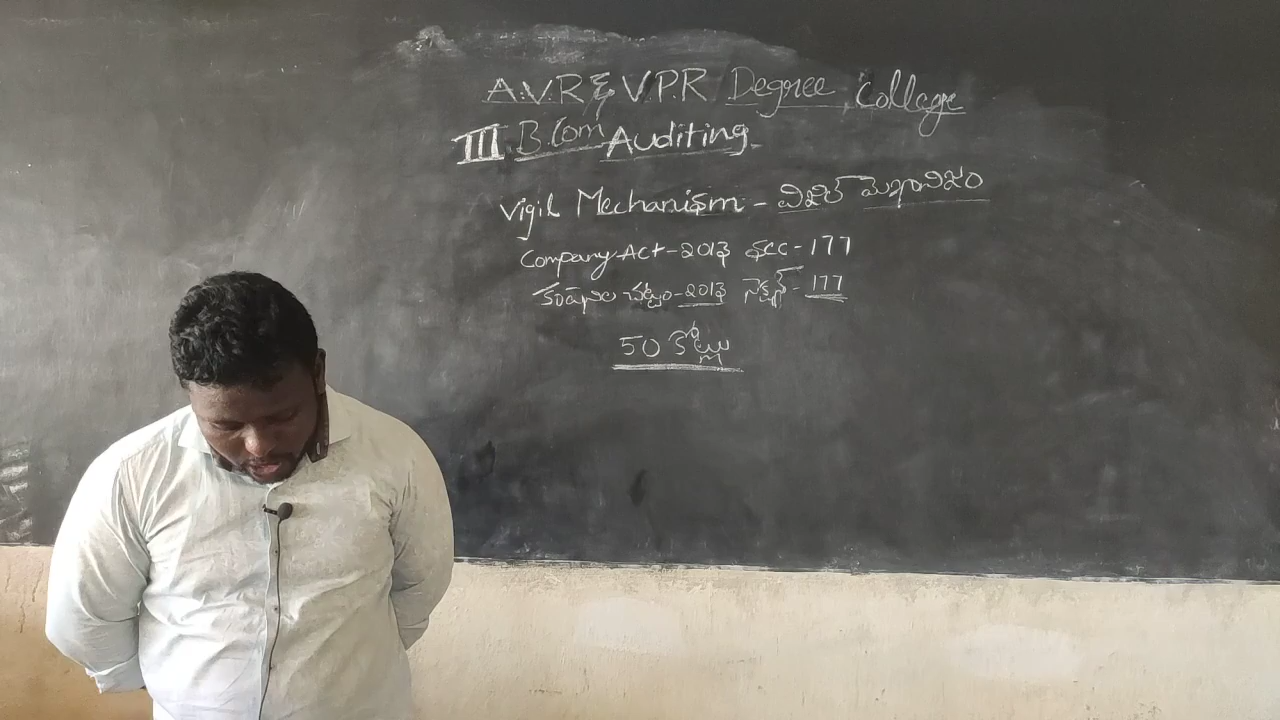 A.V.R & V.P.R Degree College
III B.Com Auditing
Vigil Mechanism - విజిల్ మెఖానిజం
Company Act-2013 Sec-177
కంపెనీల చట్టం-2013 సెక్షన్-177
50 కోట్లు